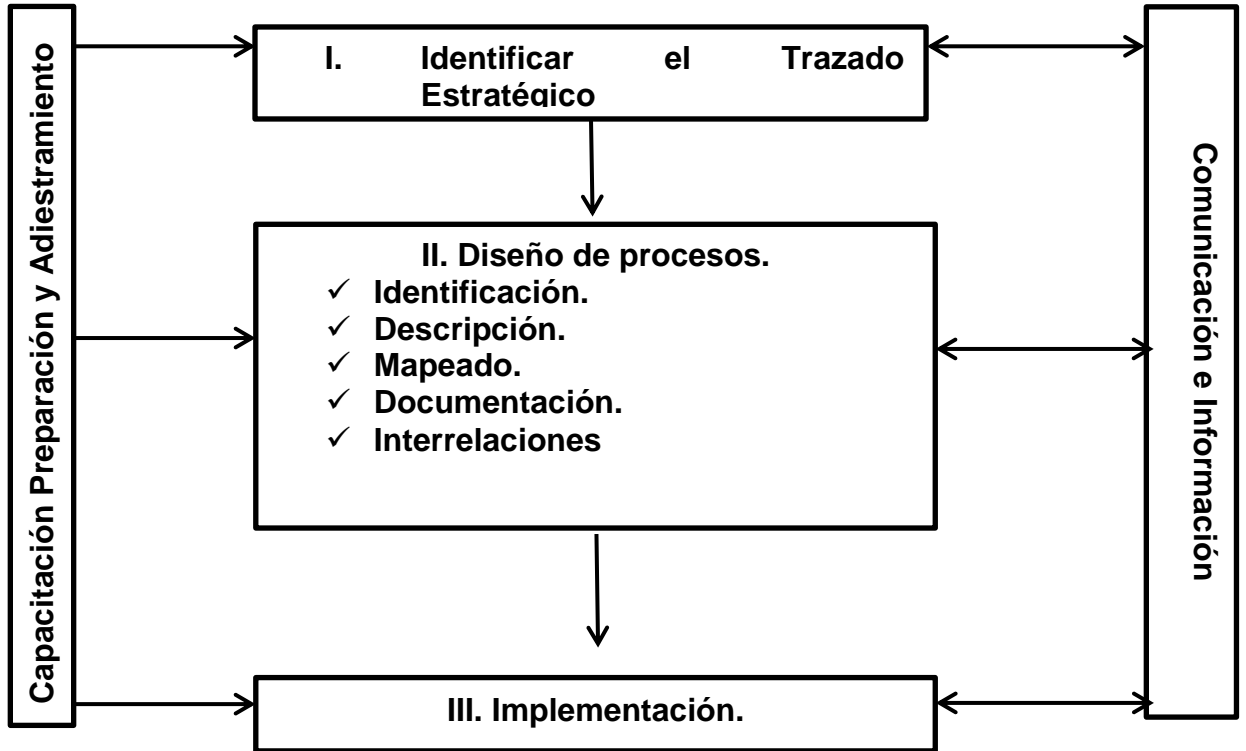 Capacitación Preparación y Adiestramiento
I. Identificar el Trazado
Estratégico
II. Diseño de procesos.
✓ Identificación.
✓ Descripción.
✓ Mapeado.
✓ Documentación.
✓ Interrelaciones
III. Implementación.
Comunicación e Información